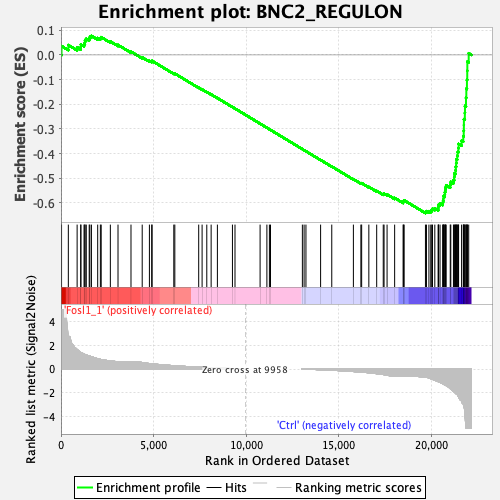 Enrichment plot: BNC2_REGULON
Enrichment score (ES)
0.1
0.0
-0.1
-0.2
-0.3
-0.4
-0.5
-0.6
'Fosl1_1' (positively correlated)
Ranked list metric (Signal2Noise)
4
2
0
-2
-4
Zero cross at 9958
'Ctrl' (negatively correlated)
0
5,000
10,000
15,000
20,000
Rank in Ordered Dataset
Enrichment profile
Hits
Ranking metric scores